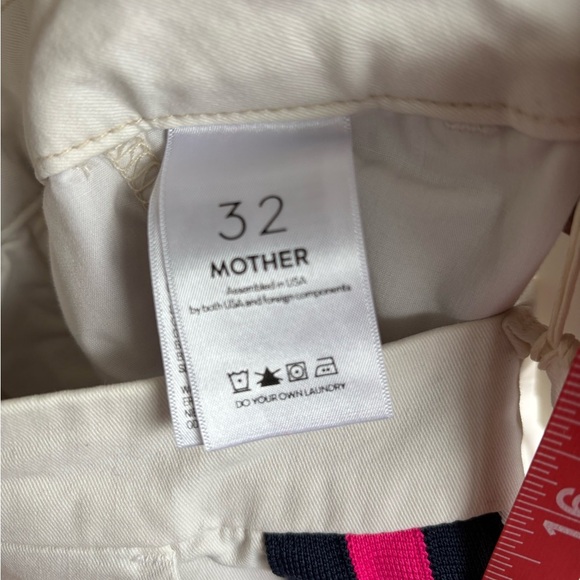 32
MOTHER
Assembled in USA
by both USA and foreign components
DO YOUR OWN LAUNDRY
16